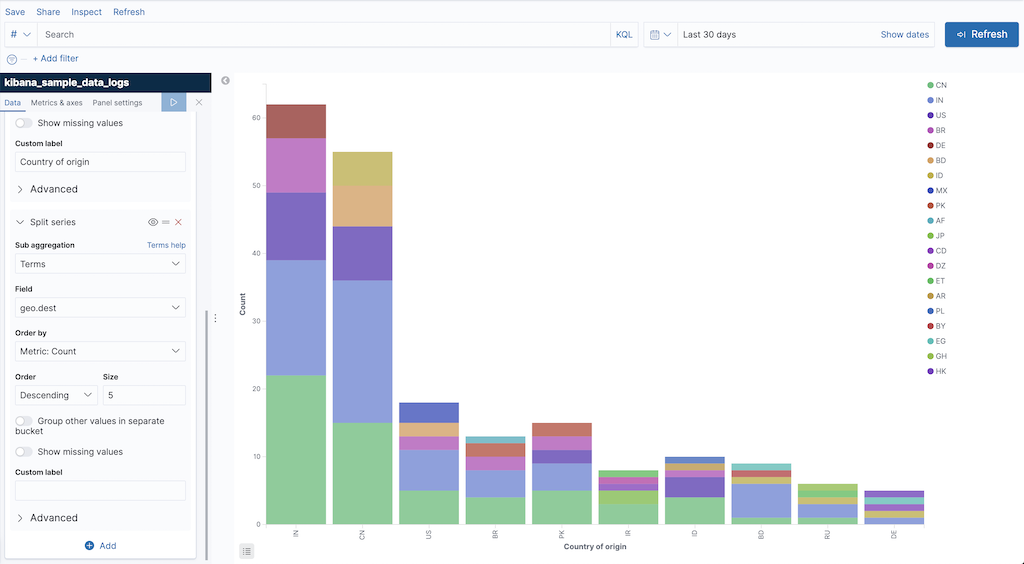 Save Share Inspect Refresh
# Search KQL Last 30 days Show dates Refresh
+ Add filter
kibana_sample_data_logs
Data Metrics & axes Panel settings
Show missing values
Custom label
Country of origin
Advanced
Split series
Sub aggregation Terms help
Terms
Field
geo.dest
Order by
Metric: Count
Order Size
Descending 5
Group other values in separate
bucket
Show missing values
Custom label
Advanced
Add
Count
60
50
40
30
20
10
0
IN CN US BR PK IR ID BD RU DE
Country of origin
CN
IN
US
BR
DE
BD
ID
MX
PK
AF
JP
CD
DZ
ET
AR
PL
BY
EG
GH
HK